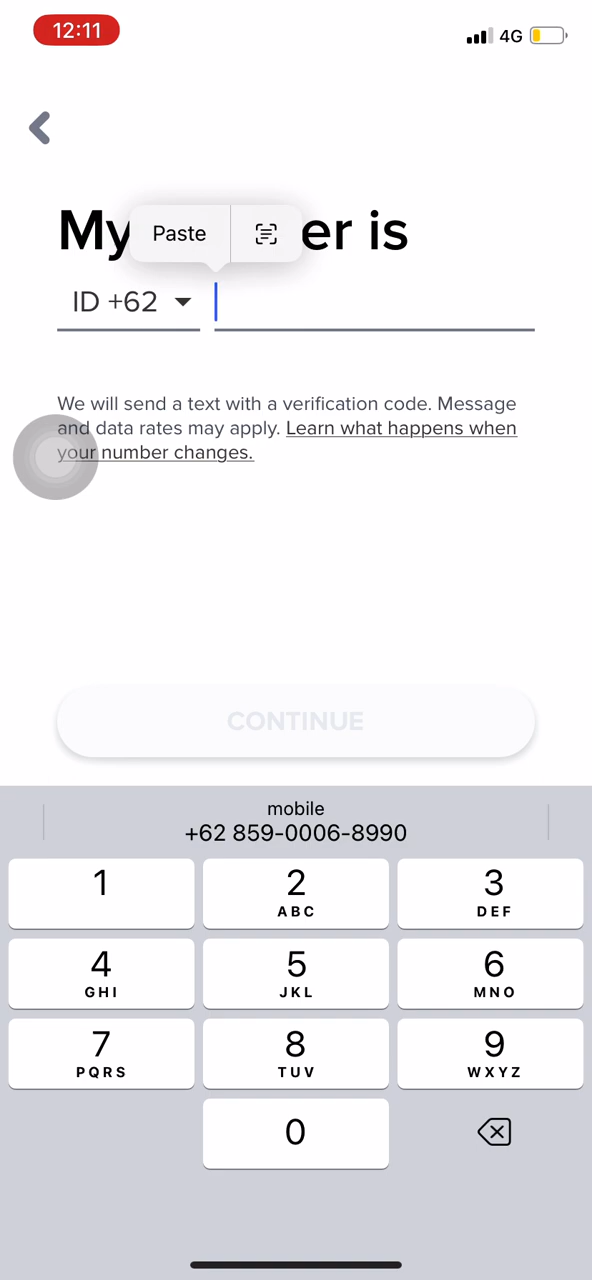 12:11
4G
My er is
Paste
ID +62
We will send a text with a verification code. Message
and data rates may apply. Learn what happens when
your number changes.
CONTINUE
mobile
+62 859-0006-8990
1
2
ABC
3
DEF
4
GHI
5
JKL
6
MNO
7
PQRS
8
TUV
9
WXYZ
0